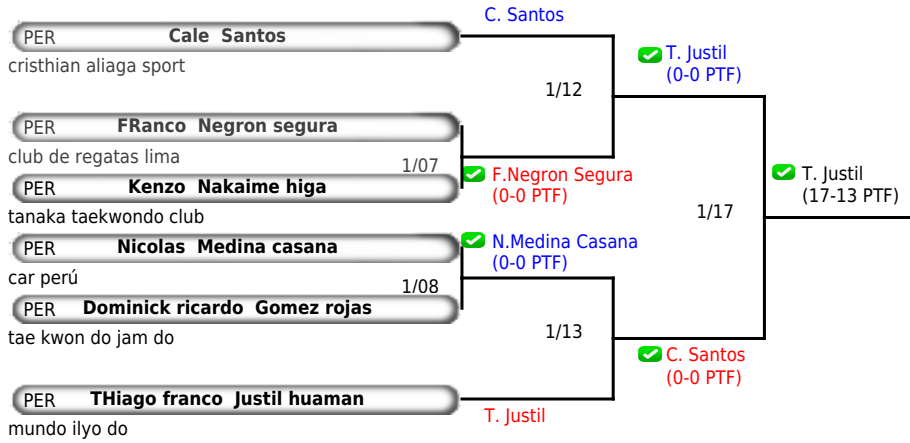 C. Santos
PER Cale Santos
cristhian aliaga sport
T. Justil
(0-0 PTF)
1/12
PER FRanco Negron segura
club de regatas lima
1/07
F.Negron Segura
(0-0 PTF)
PER Kenzo Nakaime higa
tanaka taekwondo club
T. Justil
(17-13 PTF)
1/17
PER Nicolas Medina casana
car perú
N.Medina Casana
(0-0 PTF)
1/08
PER Dominick ricardo Gomez rojas
tae kwon do jam do
1/13
C. Santos
(0-0 PTF)
PER THiago franco Justil huaman
mundo ilyo do
T. Justil